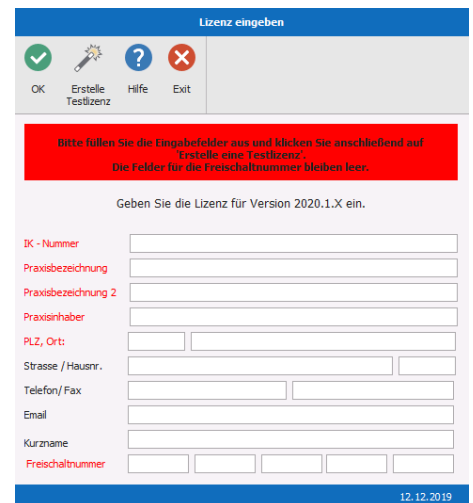 Lizenz eingeben
OK
Erstelle
Testlizenz
Hilfe
Exit
Bitte füllen Sie die Eingabefelder aus und klicken Sie anschließend auf
'Erstelle eine Testlizenz'.
Die Felder für die Freischaltnummer bleiben leer.
Geben Sie die Lizenz für Version 2020.1.X ein.
IK - Nummer
Praxisbezeichnung
Praxisbezeichnung 2
Praxisinhaber
PLZ, Ort:
Strasse / Hausnr.
Telefon/ Fax
Email
Kurzname
Freischaltnummer
12.12.2019